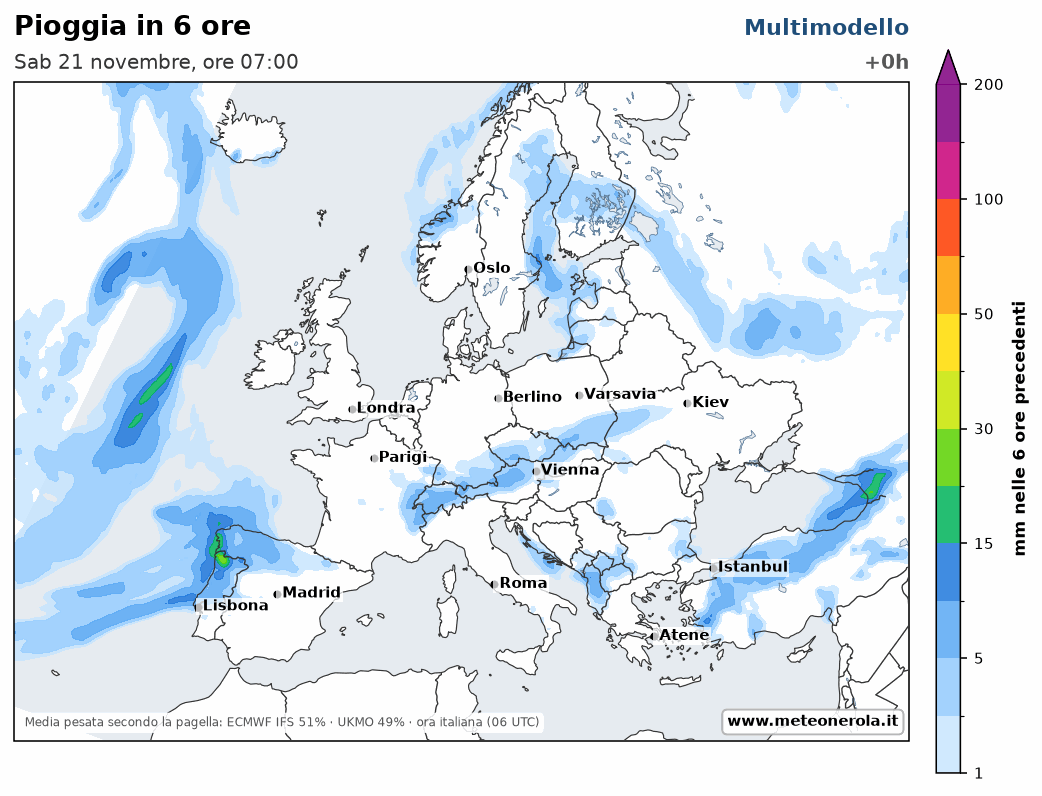 Pioggia in 6 ore
Multimodello
Sab 21 novembre, ore 07:00
+0h
200
100
50
30
15
5
1
mm nelle 6 ore precedenti
Oslo
Berlino
Varsavia
Kiev
Londra
Parigi
Vienna
Istanbul
Roma
Madrid
Lisbona
Atene
Media pesata secondo la pagella: ECMWF IFS 51% · UKMO 49% · ora italiana (06 UTC)
www.meteonerola.it